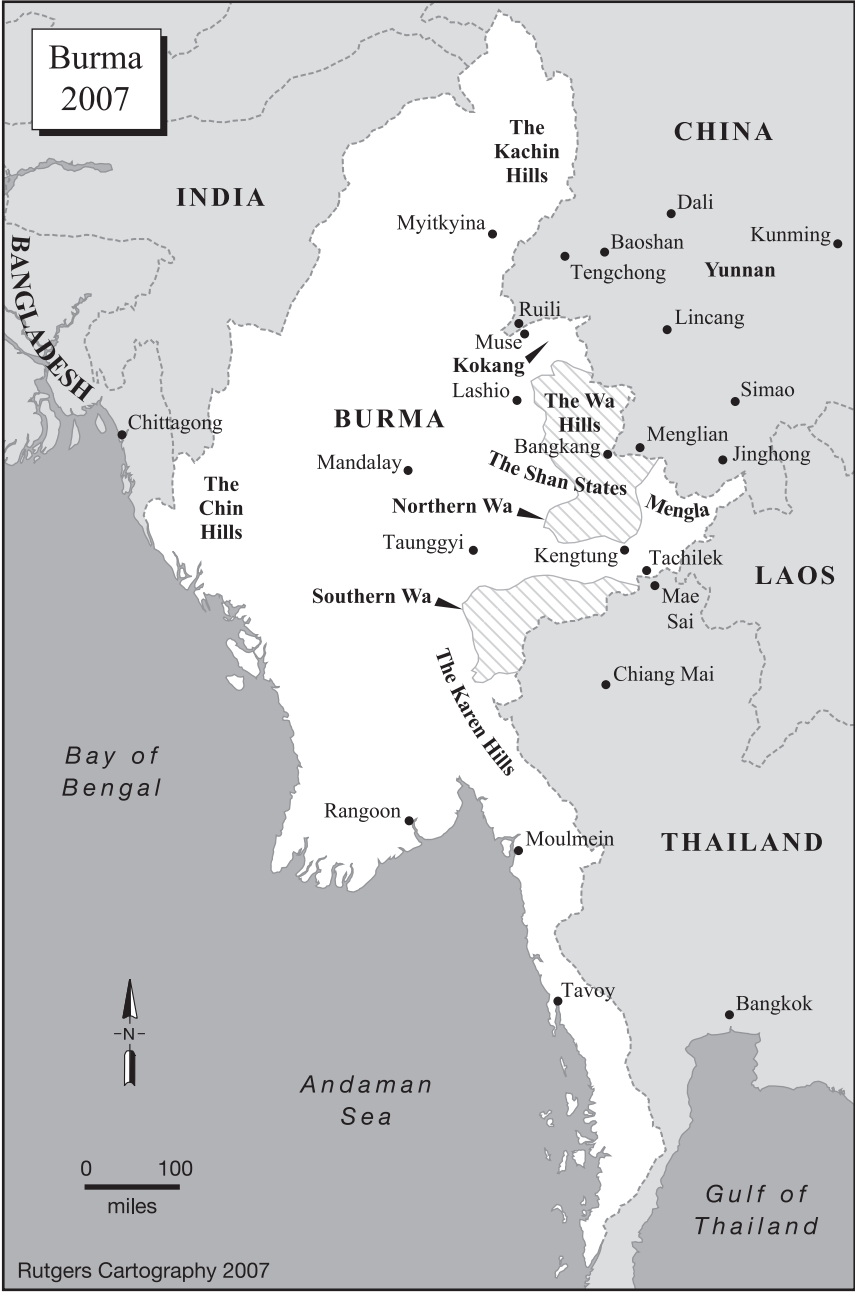 Burma
2007
The
Kachin
Hills
CHINA
INDIA
Dali
Myitkyina
Baoshan
Kunming
Tengchong
Yunnan
BANGLADESH
Ruili
Lincang
Muse
Kokang
Lashio
The Wa
Hills
Simao
BURMA
Chittagong
Menglian
Bangkang
Jinghong
Mandalay
The Shan States
The
Chin
Hills
Northern Wa
Mengla
Taunggyi
Kengtung
Tachilek
LAOS
Southern Wa
Mae
Sai
The Karen Hills
Chiang Mai
Bay of
Bengal
Rangoon
Moulmein
THAILAND
Tavoy
Bangkok
N
Andaman
Sea
0 100
miles
Gulf of
Thailand
Rutgers Cartography 2007